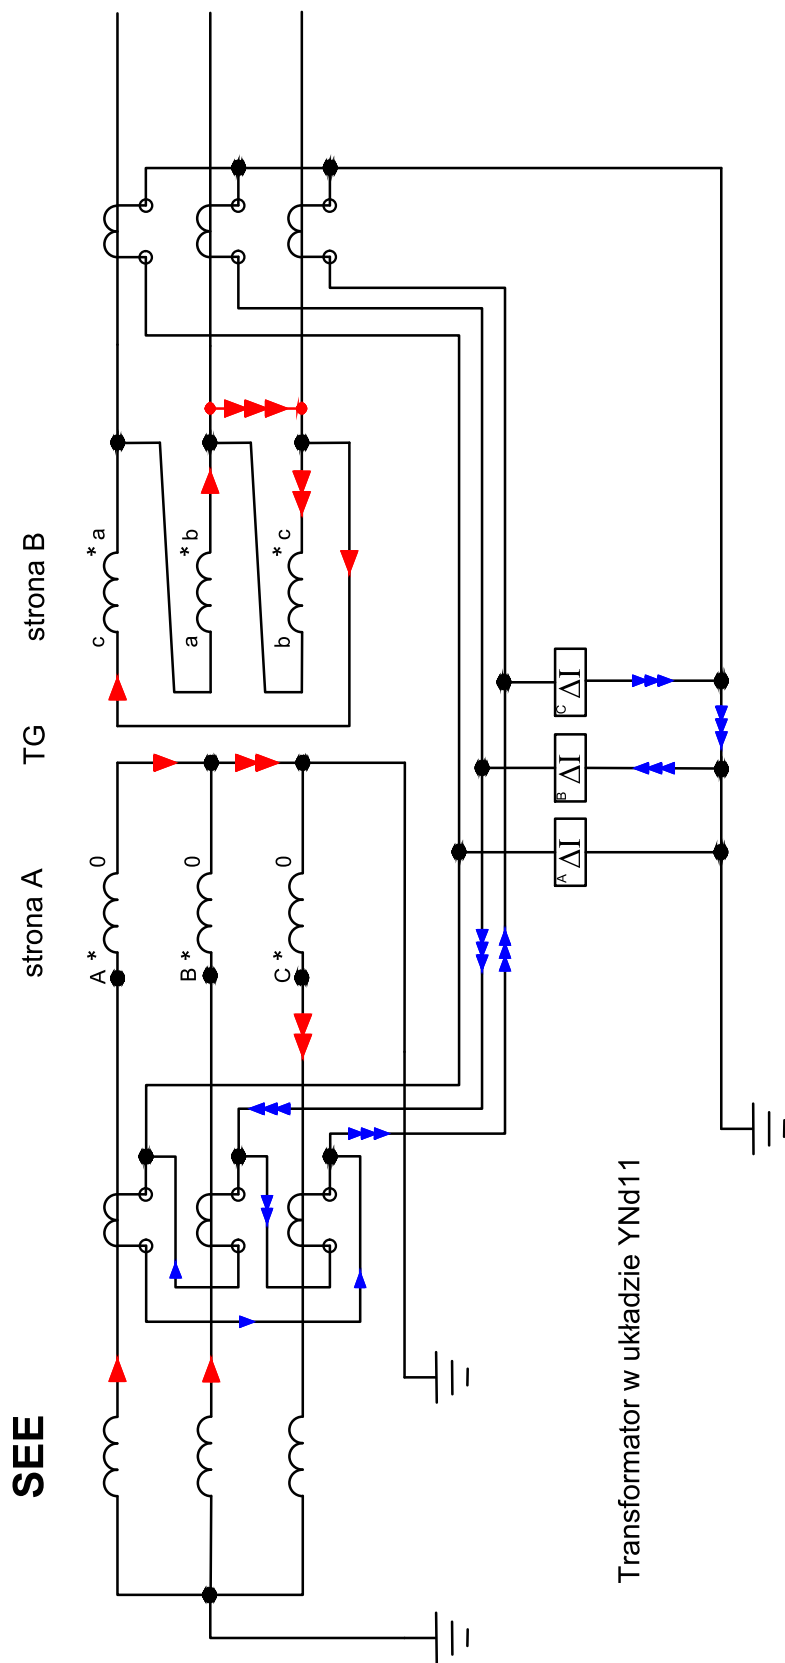 SEE
strona A
TG
strona B
A * 0
c * a
B * 0
a * b
C * 0
b * c
ΔI
A
ΔI
B
ΔI
C
Transformator w układzie YNd11